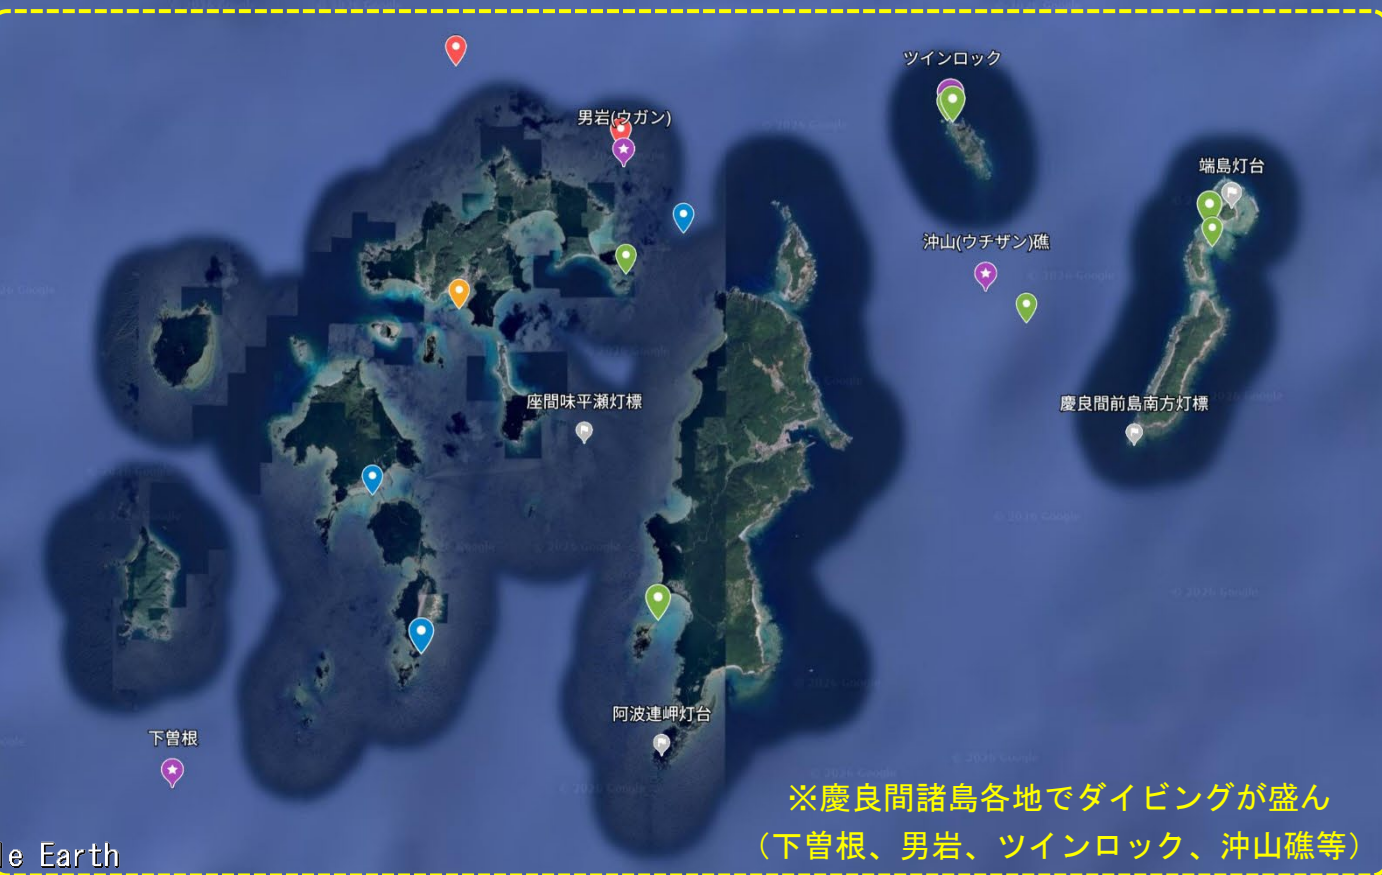 ツインロック
男岩(ウガン)
端島灯台
沖山(ウチザン)礁
座間味平瀬灯標
慶良間前島南方灯標
阿波連岬灯台
下曽根
※慶良間諸島各地でダイビングが盛ん
（下曽根、男岩、ツインロック、沖山礁等）
le Earth